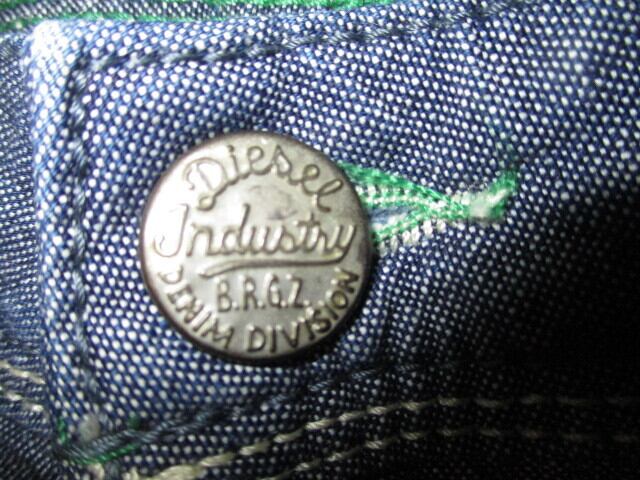 Diesel
Industry
B.R.G.Z.
DENIM DIVISION